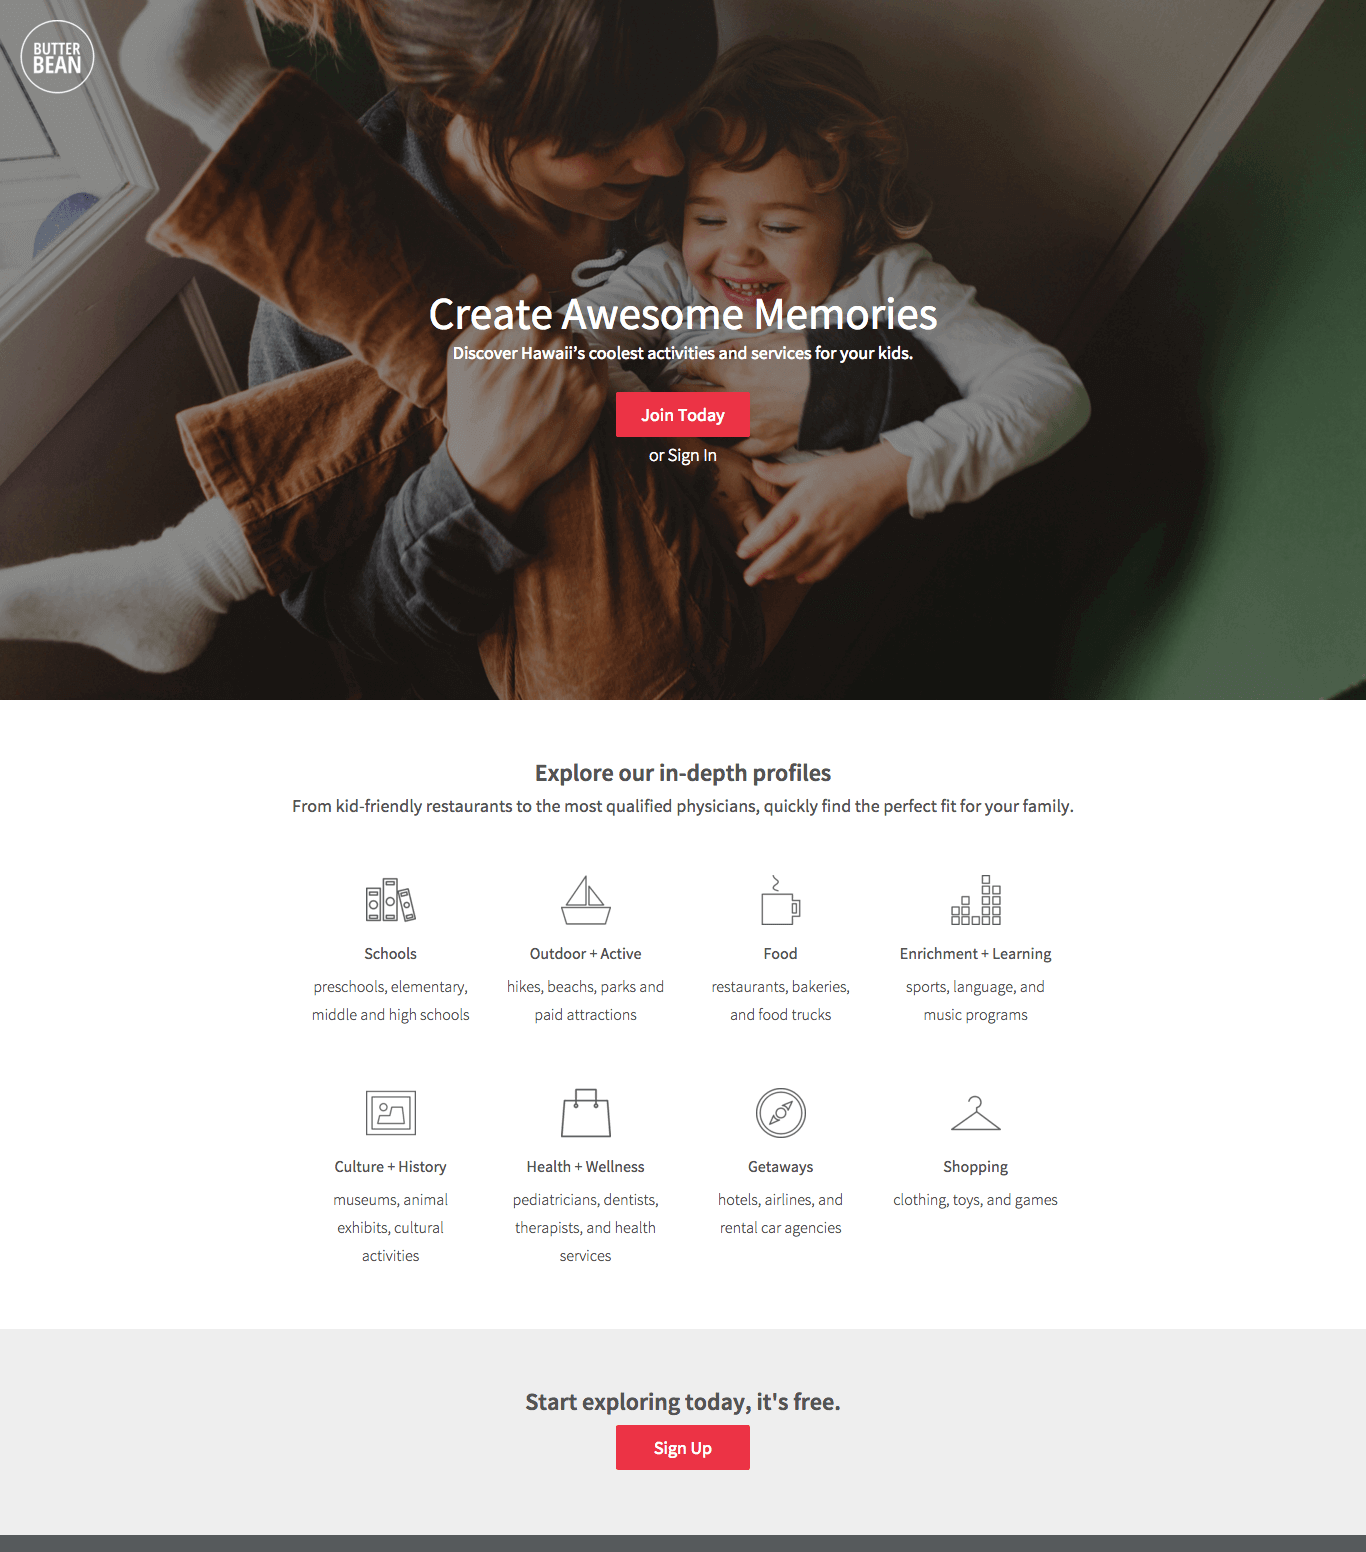 BUTTER
BEAN
Create Awesome Memories
Discover Hawaii’s coolest activities and services for your kids.
Join Today
or Sign In
Explore our in-depth profiles
From kid-friendly restaurants to the most qualified physicians, quickly find the perfect fit for your family.
Schools
preschools, elementary,
middle and high schools
Outdoor + Active
hikes, beachs, parks and
paid attractions
Food
restaurants, bakeries,
and food trucks
Enrichment + Learning
sports, language, and
music programs
Culture + History
museums, animal
exhibits, cultural
activities
Health + Wellness
pediatricians, dentists,
therapists, and health
services
Getaways
hotels, airlines, and
rental car agencies
Shopping
clothing, toys, and games
Start exploring today, it's free.
Sign Up